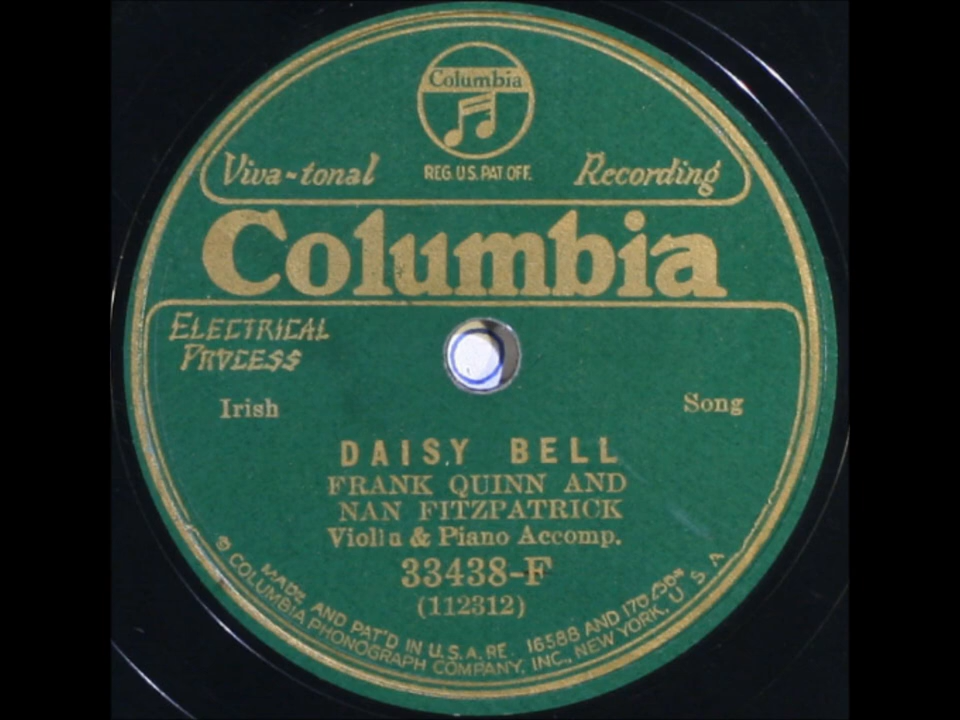 Columbia
Viva-tonal REG. U.S. PAT. OFF. Recording
Columbia
ELECTRICAL
PROCESS
Irish Song
DAISY BELL
FRANK QUINN AND
NAN FITZPATRICK
Violin & Piano Accomp.
33438-F
(112312)
MADE AND PAT'D IN U.S.A. RE. 16588 AND
COLUMBIA PHONOGRAPH COMPANY, INC., NEW YORK, U S A